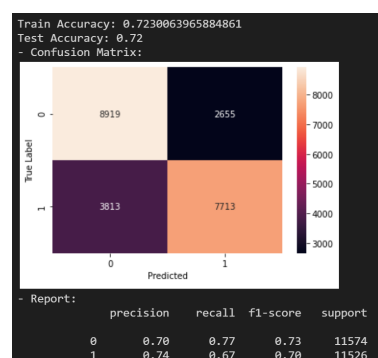 Train Accuracy: 0.7230063965884861
Test Accuracy: 0.72
- Confusion Matrix:
0 8919 2655
1 3813 7713
True Label
0 1
Predicted
8000
7000
6000
5000
4000
3000
- Report:
precision recall f1-score support
0 0.70 0.77 0.73 11574
1 0.74 0.67 0.70 11526